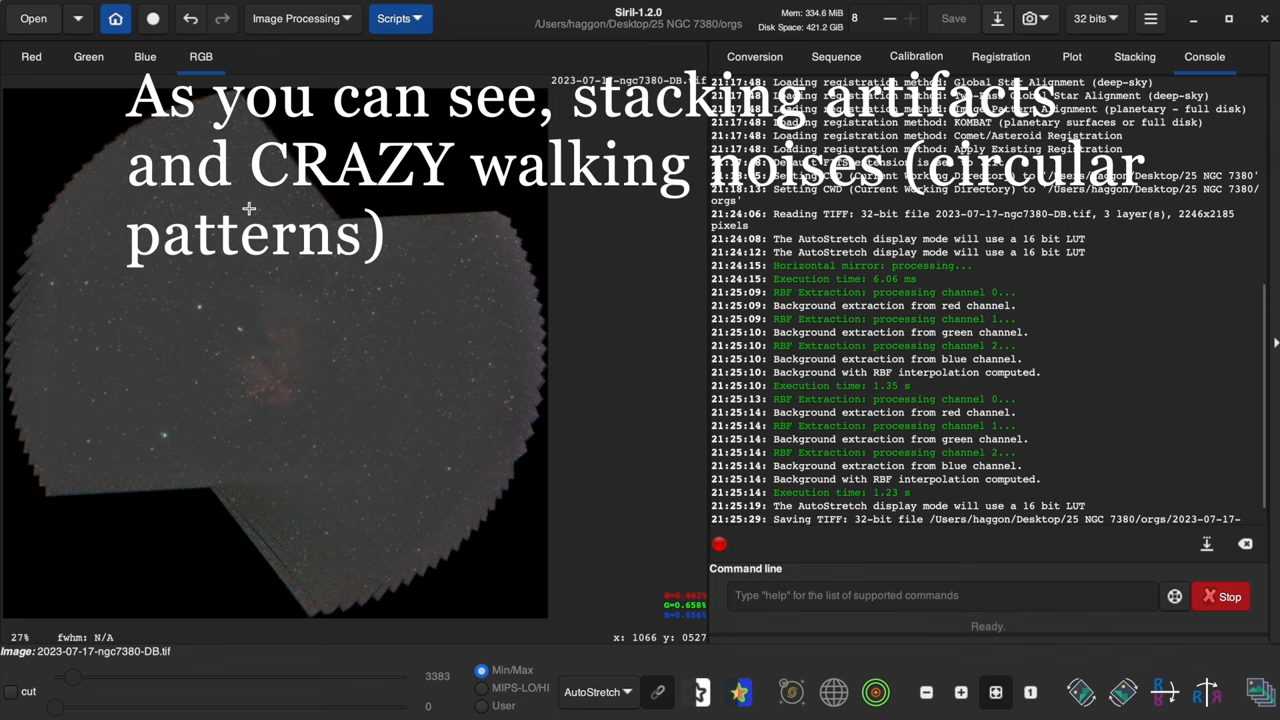 Open
Image Processing
Scripts
Siril-1.2.0
/Users/haggon/Desktop/25 NGC 7380/orgs
Mem: 334.6 MiB
Disk Space: 421.2 GiB
8
Save
32 bits
Red
Green
Blue
RGB
Conversion
Sequence
Calibration
Registration
Plot
Stacking
Console
2023-07-17-ngc7380-DB.tif
As you can see, stacking artifacts
and CRAZY walking noises (circular
patterns)
21:17:48: Loading registration method: Global Star Alignment (deep-sky)
21:17:48: Loading registration method: KOMBAT (planetary surfaces or full disk)
21:17:48: Loading registration method: Comet/Asteroid Registration
21:17:48: Loading registration method: Apply Existing Registration
21:18:13: Setting CWD (Current Working Directory) to '/Users/haggon/Desktop/25 NGC 7380/
orgs'
21:24:06: Reading TIFF: 32-bit file 2023-07-17-ngc7380-DB.tif, 3 layer(s), 2246x2185
pixels
21:24:08: The AutoStretch display mode will use a 16 bit LUT
21:24:12: The AutoStretch display mode will use a 16 bit LUT
21:24:15: Horizontal mirror: processing...
21:24:15: Execution time: 6.06 ms
21:25:09: RBF Extraction: processing channel 0...
21:25:09: Background extraction from red channel.
21:25:09: RBF Extraction: processing channel 1...
21:25:10: Background extraction from green channel.
21:25:10: RBF Extraction: processing channel 2...
21:25:10: Background extraction from blue channel.
21:25:10: Background with RBF interpolation computed.
21:25:10: Execution time: 1.35 s
21:25:13: RBF Extraction: processing channel 0...
21:25:14: Background extraction from red channel.
21:25:14: RBF Extraction: processing channel 1...
21:25:14: Background extraction from green channel.
21:25:14: RBF Extraction: processing channel 2...
21:25:14: Background extraction from blue channel.
21:25:14: Background with RBF interpolation computed.
21:25:14: Execution time: 1.23 s
21:25:19: The AutoStretch display mode will use a 16 bit LUT
21:25:29: Saving TIFF: 32-bit file /Users/haggon/Desktop/25 NGC 7380/orgs/2023-07-17-
Command line
Type "help" for the list of supported commands
Stop
Ready.
R=0.663%
G=0.658%
B=0.656%
27%
fwhm: N/A
x: 1066 y: 0527
Image: 2023-07-17-ngc7380-DB.tif
cut
3383
0
Min/Max
MIPS-LO/HI
User
AutoStretch
1